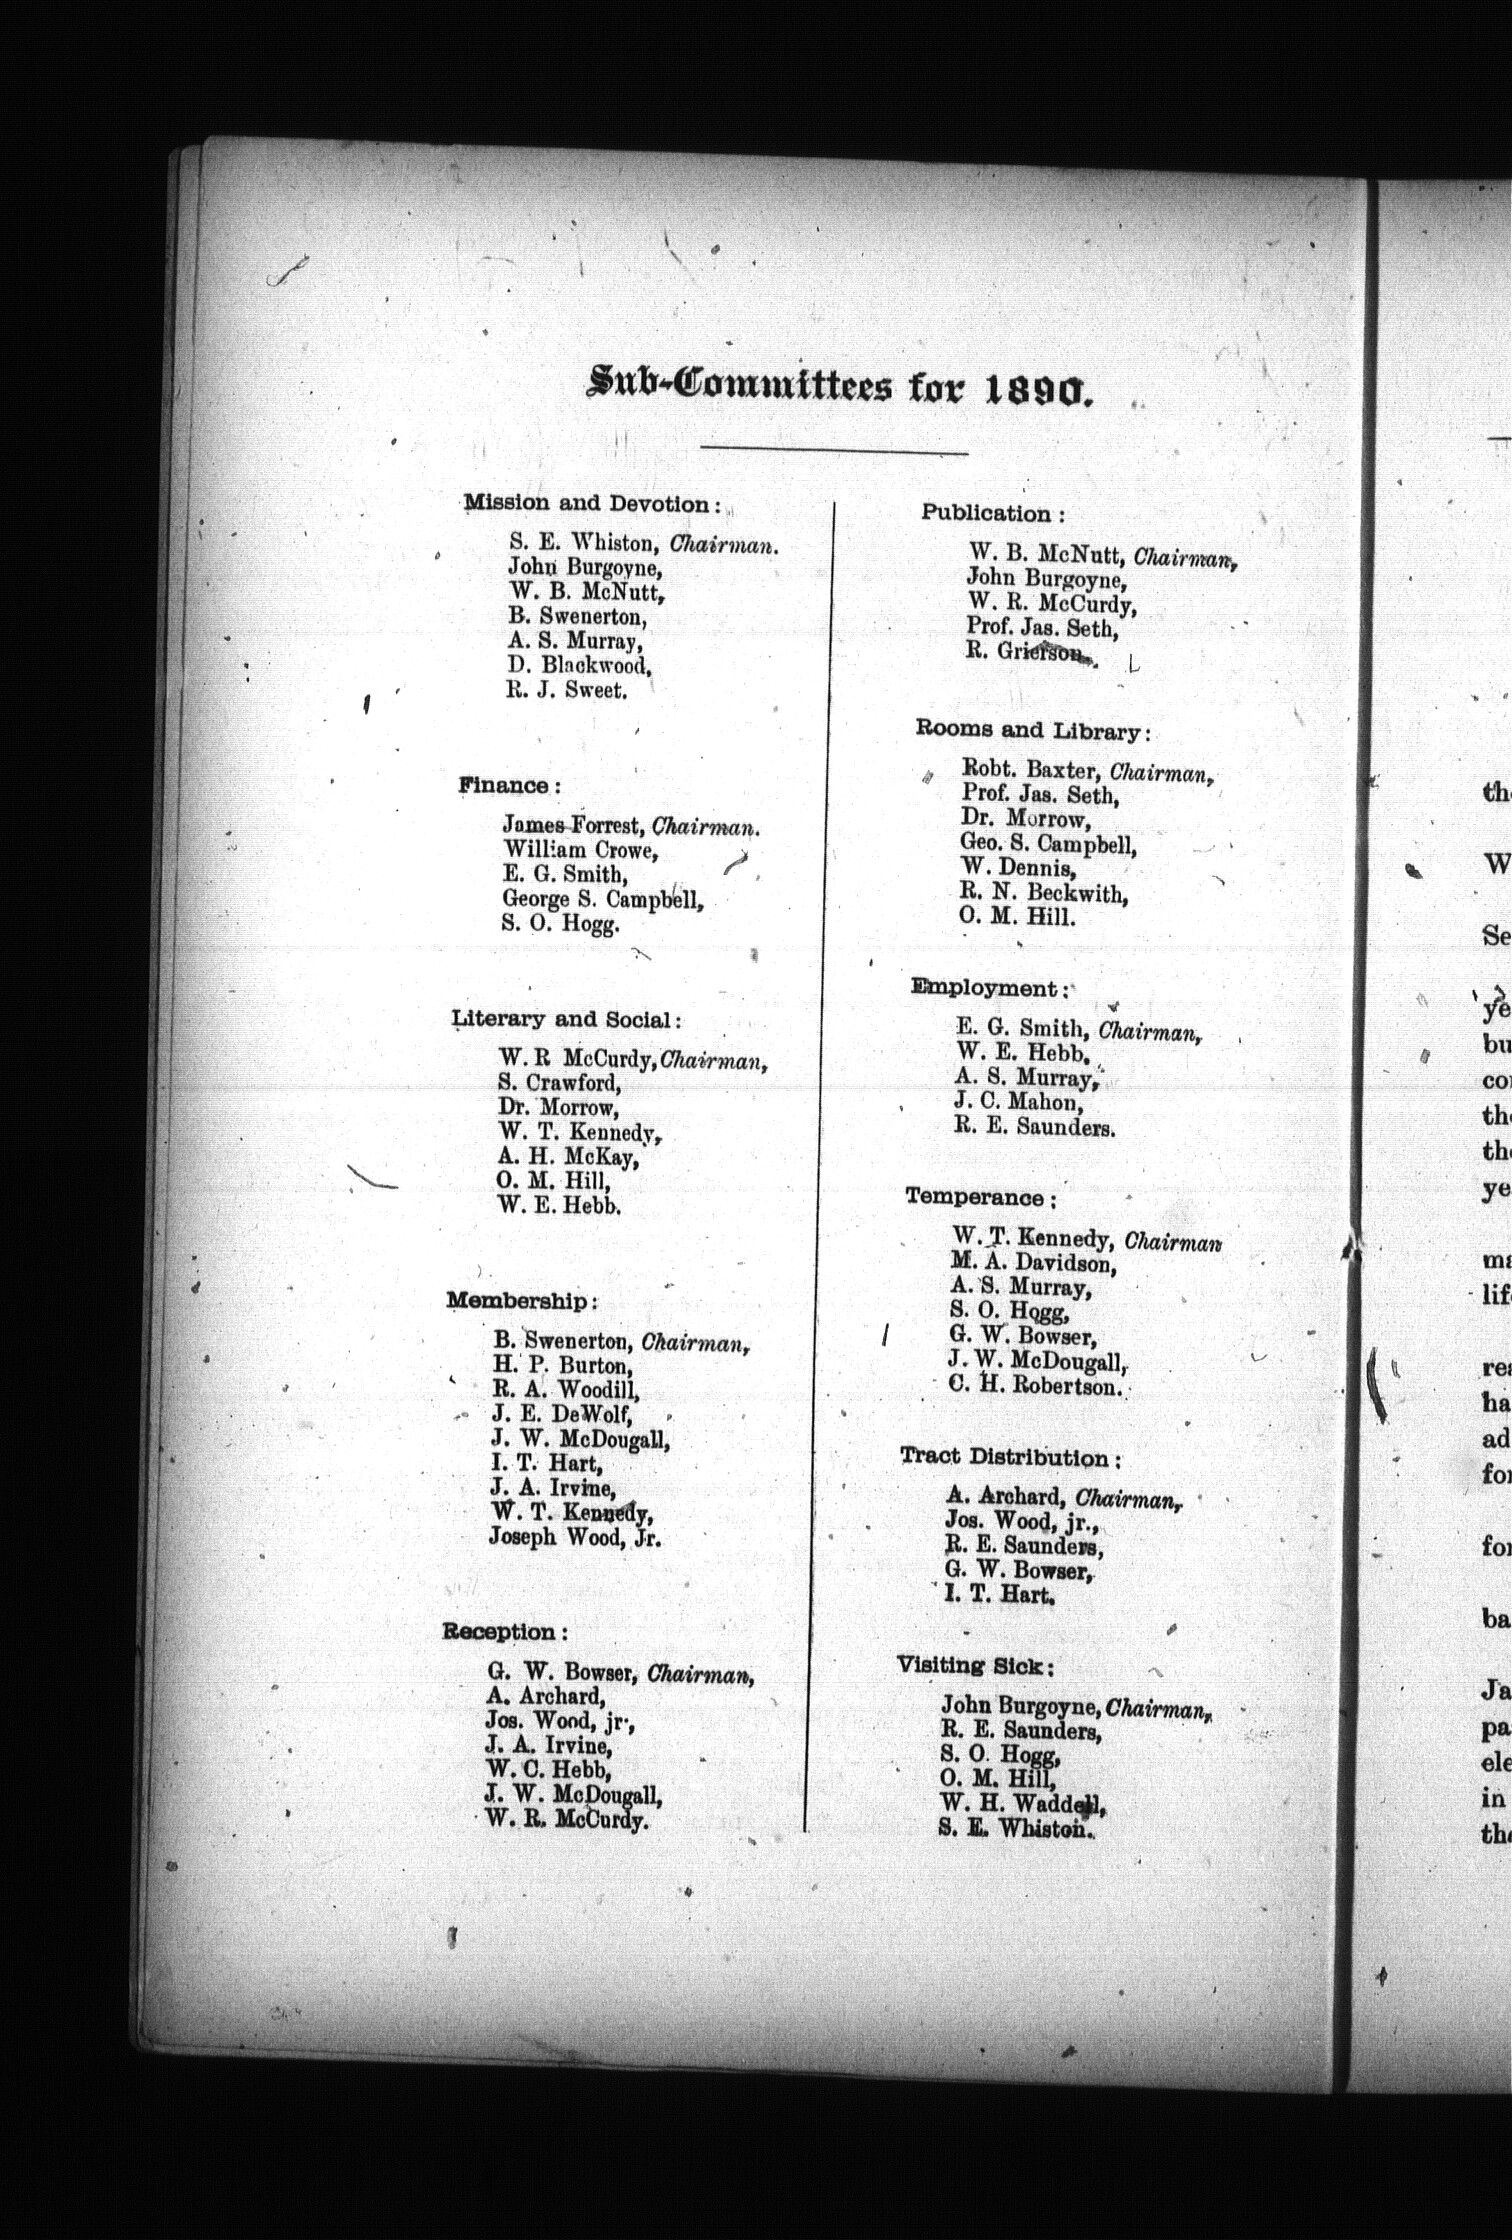 Sub-Committees for 1890.
Mission and Devotion:
S. E. Whiston, Chairman.
John Burgoyne,
W. B. McNutt,
B. Swenerton,
A. S. Murray,
D. Blackwood,
R. J. Sweet.
Finance:
James Forrest, Chairman.
William Crowe,
E. G. Smith,
George S. Campbell,
S. O. Hogg.
Literary and Social:
W. R McCurdy, Chairman,
S. Crawford,
Dr. Morrow,
W. T. Kennedy,
A. H. McKay,
O. M. Hill,
W. E. Hebb.
Membership:
B. Swenerton, Chairman,
H. P. Burton,
R. A. Woodill,
J. E. DeWolf,
J. W. McDougall,
I. T. Hart,
J. A. Irvine,
W. T. Kennedy,
Joseph Wood, Jr.
Reception:
G. W. Bowser, Chairman,
A. Archard,
Jos. Wood, jr.,
J. A. Irvine,
W. C. Hebb,
J. W. McDougall,
W. R. McCurdy.
Publication:
W. B. McNutt, Chairman,
John Burgoyne,
W. R. McCurdy,
Prof. Jas. Seth,
R. Grierson.
Rooms and Library:
Robt. Baxter, Chairman,
Prof. Jas. Seth,
Dr. Morrow,
Geo. S. Campbell,
W. Dennis,
R. N. Beckwith,
O. M. Hill.
Employment:
E. G. Smith, Chairman,
W. E. Hebb,
A. S. Murray,
J. C. Mahon,
R. E. Saunders.
Temperance:
W. T. Kennedy, Chairman
M. A. Davidson,
A. S. Murray,
S. O. Hogg,
G. W. Bowser,
J. W. McDougall,
C. H. Robertson.
Tract Distribution:
A. Archard, Chairman,
Jos. Wood, jr.,
R. E. Saunders,
G. W. Bowser,
I. T. Hart.
Visiting Sick:
John Burgoyne, Chairman,
R. E. Saunders,
S. O. Hogg,
O. M. Hill,
W. H. Waddell,
S. E. Whiston.